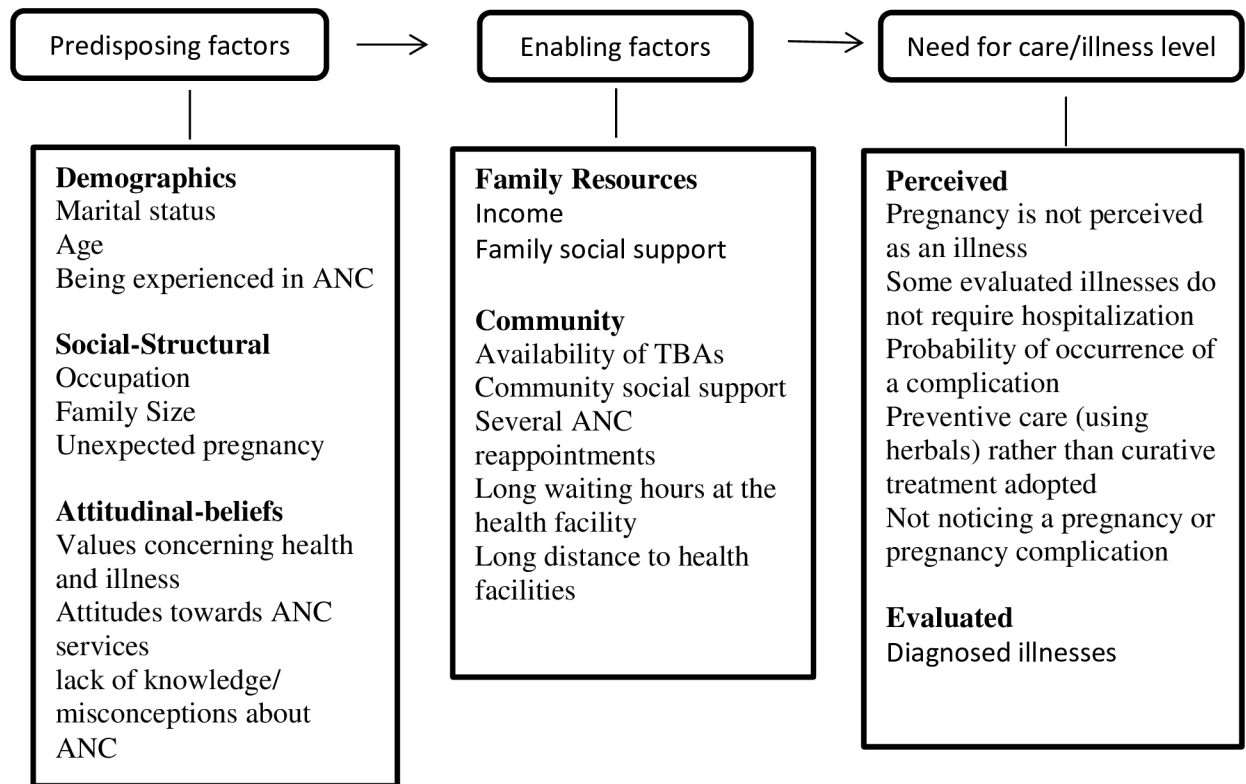 Predisposing factors
Enabling factors
Need for care/illness level
Demographics
Marital status
Age
Being experienced in ANC
Social-Structural
Occupation
Family Size
Unexpected pregnancy
Attitudinal-beliefs
Values concerning health
and illness
Attitudes towards ANC
services
lack of knowledge/
misconceptions about
ANC
Family Resources
Income
Family social support
Community
Availability of TBAs
Community social support
Several ANC
reappointments
Long waiting hours at the
health facility
Long distance to health
facilities
Perceived
Pregnancy is not perceived
as an illness
Some evaluated illnesses do
not require hospitalization
Probability of occurrence of
a complication
Preventive care (using
herbals) rather than curative
treatment adopted
Not noticing a pregnancy or
pregnancy complication
Evaluated
Diagnosed illnesses